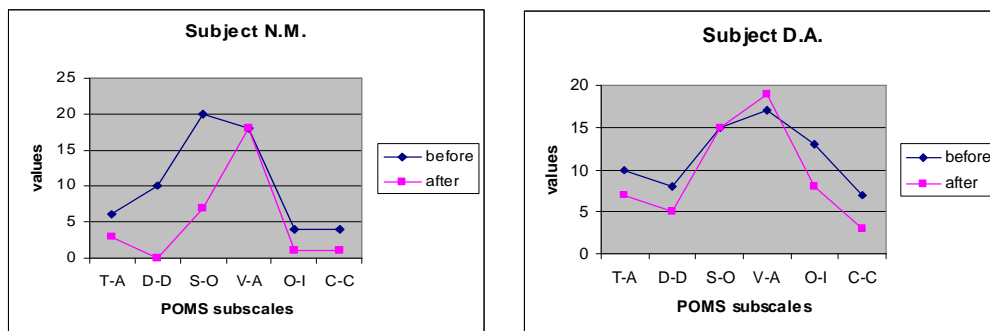 Subject N.M.
25
20
15
10
5
0
values
T-A D-D S-O V-A O-I C-C
POMS subscales
before
after
Subject D.A.
20
15
10
5
0
values
T-A D-D S-O V-A O-I C-C
POMS subscales
before
after